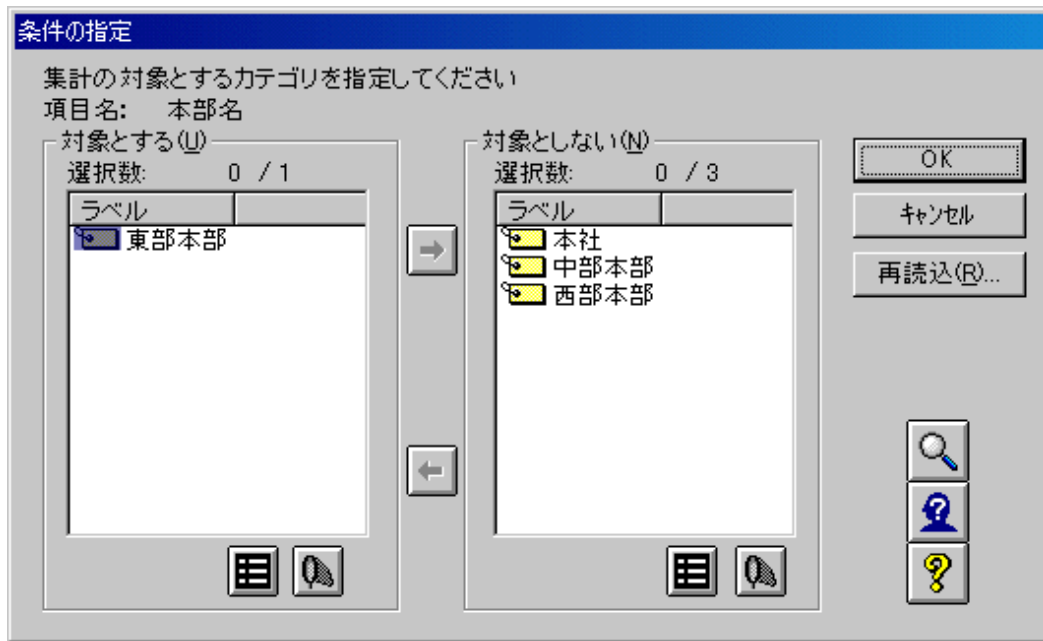 条件の指定
集計の対象とするカテゴリを指定してください
項目名: 本部名
対象とする(U)
選択数: 0 / 1
ラベル
東部本部
対象としない(N)
選択数: 0 / 3
ラベル
本社
中部本部
西部本部
OK
キャンセル
再読込(R)...